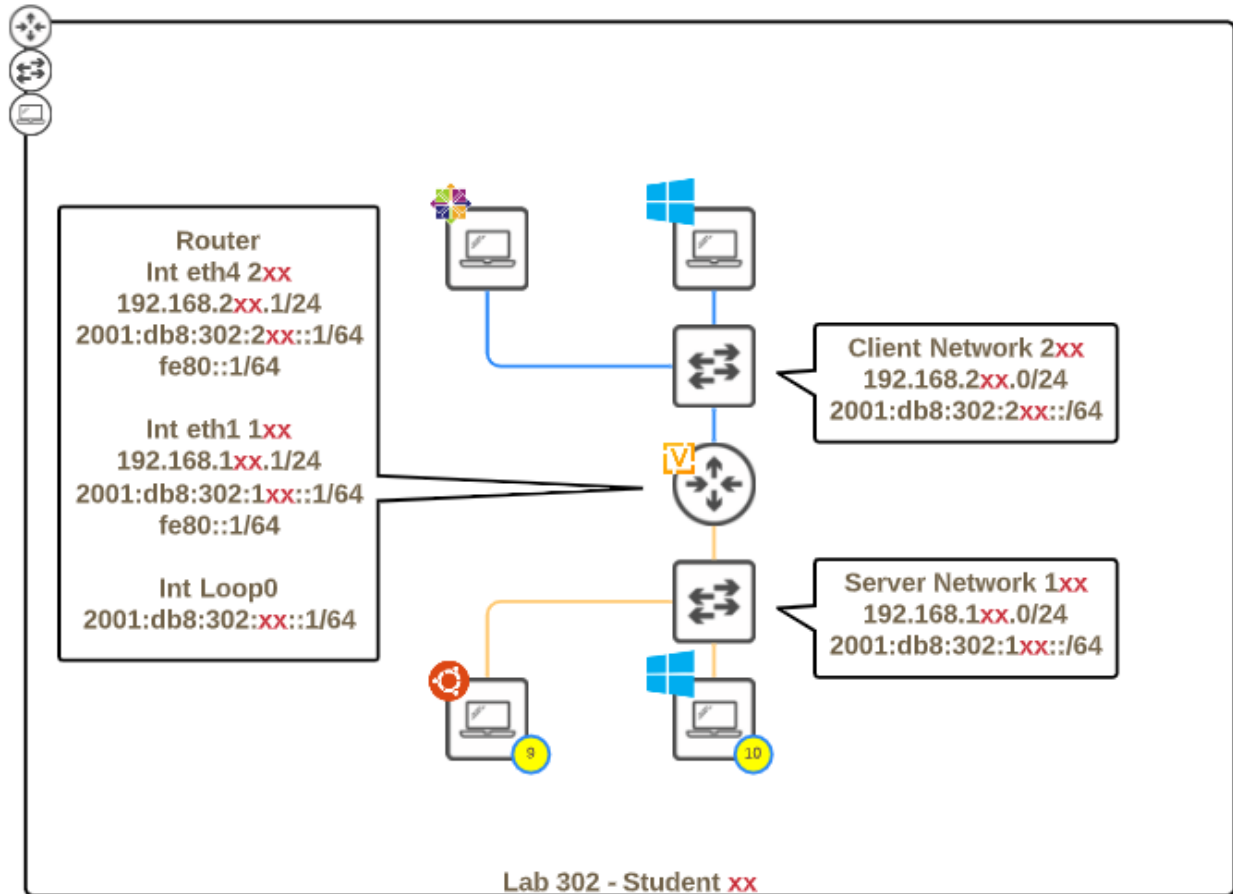 Router
Int eth4 2xx
192.168.2xx.1/24
2001:db8:302:2xx::1/64
fe80::1/64
Int eth1 1xx
192.168.1xx.1/24
2001:db8:302:1xx::1/64
fe80::1/64
Int Loop0
2001:db8:302:xx::1/64
V
Client Network 2xx
192.168.2xx.0/24
2001:db8:302:2xx::/64
Server Network 1xx
192.168.1xx.0/24
2001:db8:302:1xx::/64
9
10
Lab 302 - Student xx